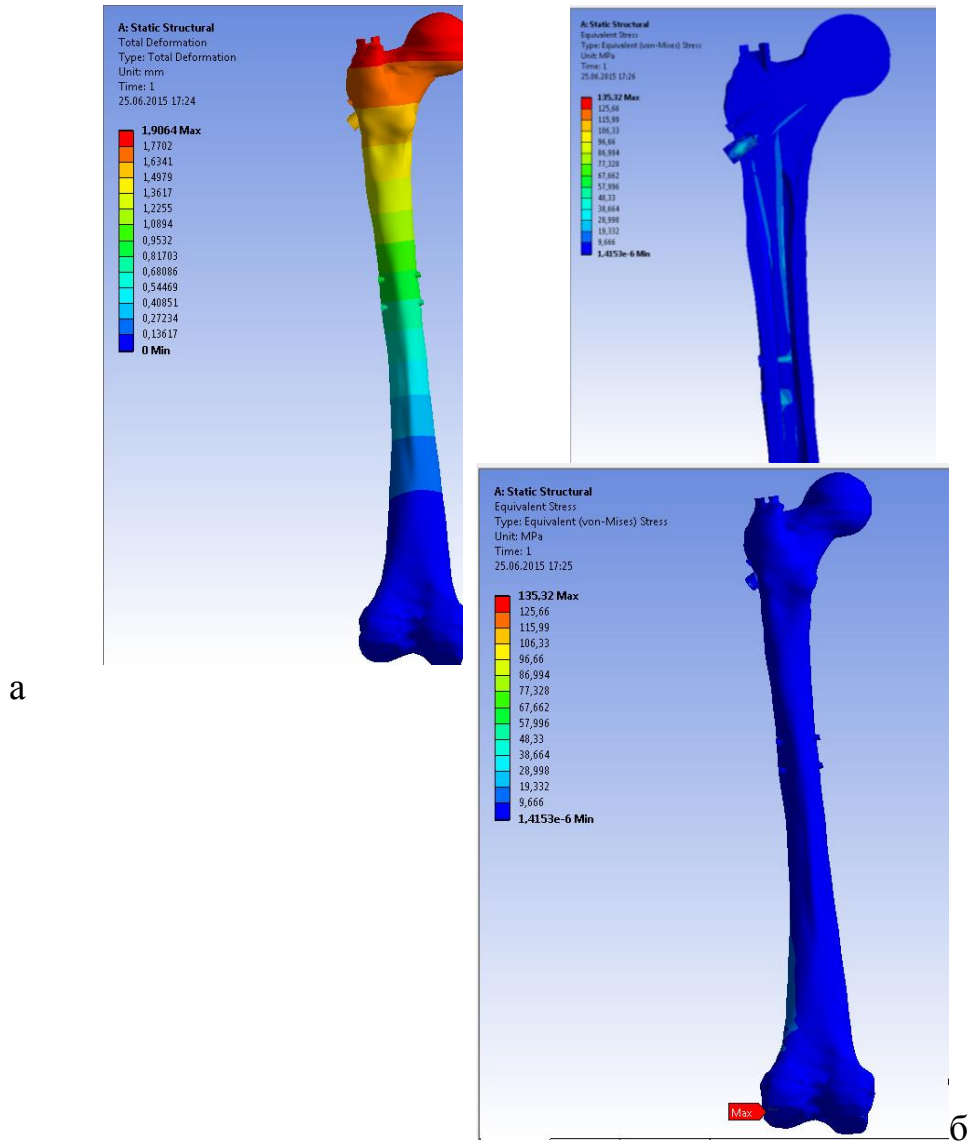 A: Static Structural
Total Deformation
Type: Total Deformation
Unit: mm
Time: 1
25.06.2015 17:24
1,9064 Max
1,7702
1,6341
1,4979
1,3617
1,2255
1,0894
0,9532
0,81703
0,68086
0,54469
0,40851
0,27234
0,13617
0 Min
A: Static Structural
Equivalent Stress
Type: Equivalent (von-Mises) Stress
Unit: MPa
Time: 1
25.06.2015 17:26
135,32 Max
125,66
115,99
106,33
96,66
86,994
77,328
67,662
57,996
48,33
38,664
28,998
19,332
9,666
1,4153e-6 Min
A: Static Structural
Equivalent Stress
Type: Equivalent (von-Mises) Stress
Unit: MPa
Time: 1
25.06.2015 17:25
135,32 Max
125,66
115,99
106,33
96,66
86,994
77,328
67,662
57,996
48,33
38,664
28,998
19,332
9,666
1,4153e-6 Min
Max
а
б